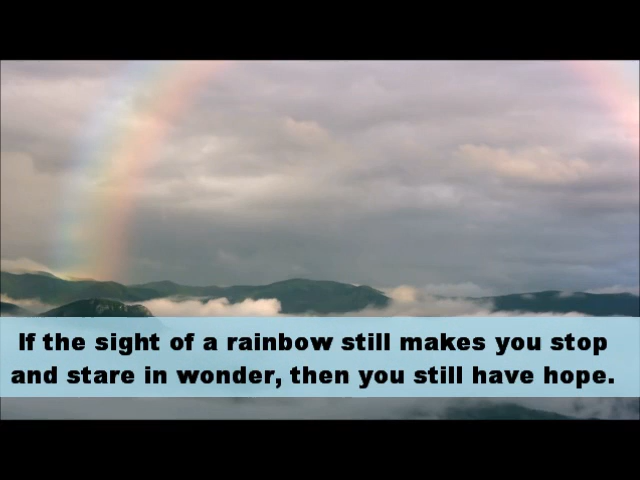 If the sight of a rainbow still makes you stop
and stare in wonder, then you still have hope.